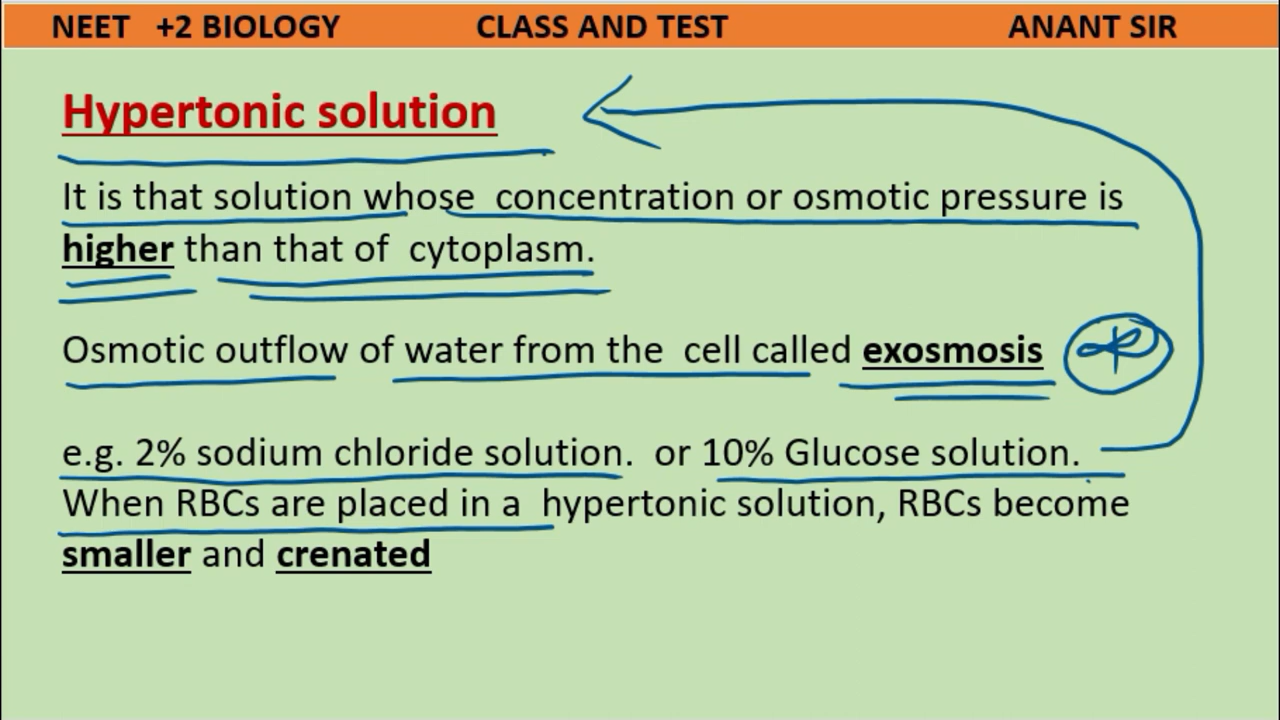 NEET +2 BIOLOGY CLASS AND TEST ANANT SIR
Hypertonic solution
It is that solution whose concentration or osmotic pressure is
higher than that of cytoplasm.
Osmotic outflow of water from the cell called exosmosis
e.g. 2% sodium chloride solution. or 10% Glucose solution.
When RBCs are placed in a hypertonic solution, RBCs become
smaller and crenated